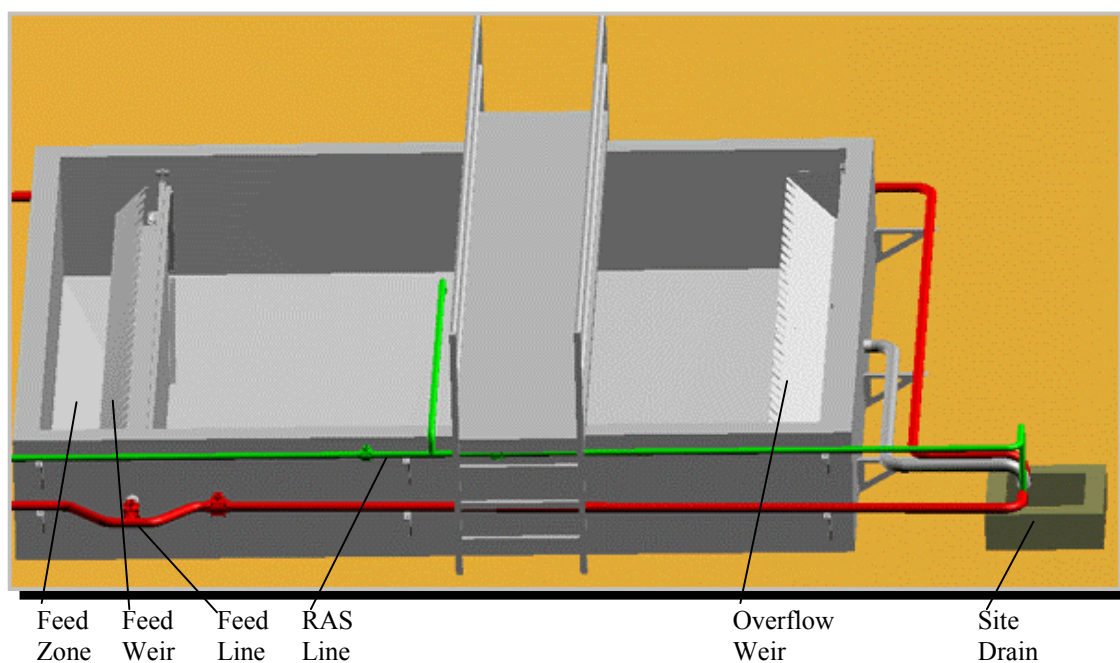 Feed Zone
Feed Weir
Feed Line
RAS Line
Overflow Weir
Site Drain